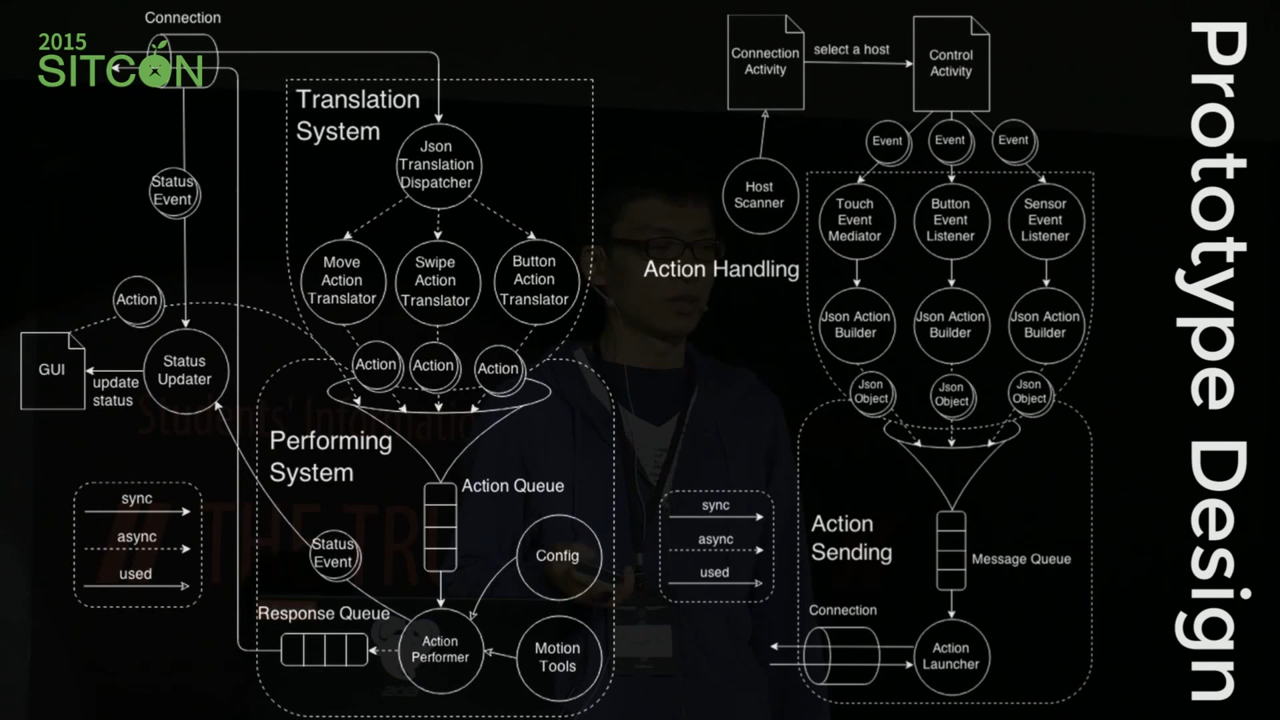 2015
SITCON
Connection
Translation
System
Json
Translation
Dispatcher
Status
Event
Move
Action
Translator
Swipe
Action
Translator
Button
Action
Translator
Action
GUI
update
status
Status
Updater
Action
Action
Action
Performing
System
Action Queue
sync
async
used
Status
Event
Config
Response Queue
Action
Performer
Motion
Tools
Connection
Activity
select a host
Control
Activity
Event
Event
Event
Host
Scanner
Touch
Event
Mediator
Button
Event
Listener
Sensor
Event
Listener
Action Handling
Json Action
Builder
Json Action
Builder
Json Action
Builder
Json
Object
Json
Object
Json
Object
sync
async
used
Action
Sending
Message Queue
Connection
Action
Launcher
Prototype Design